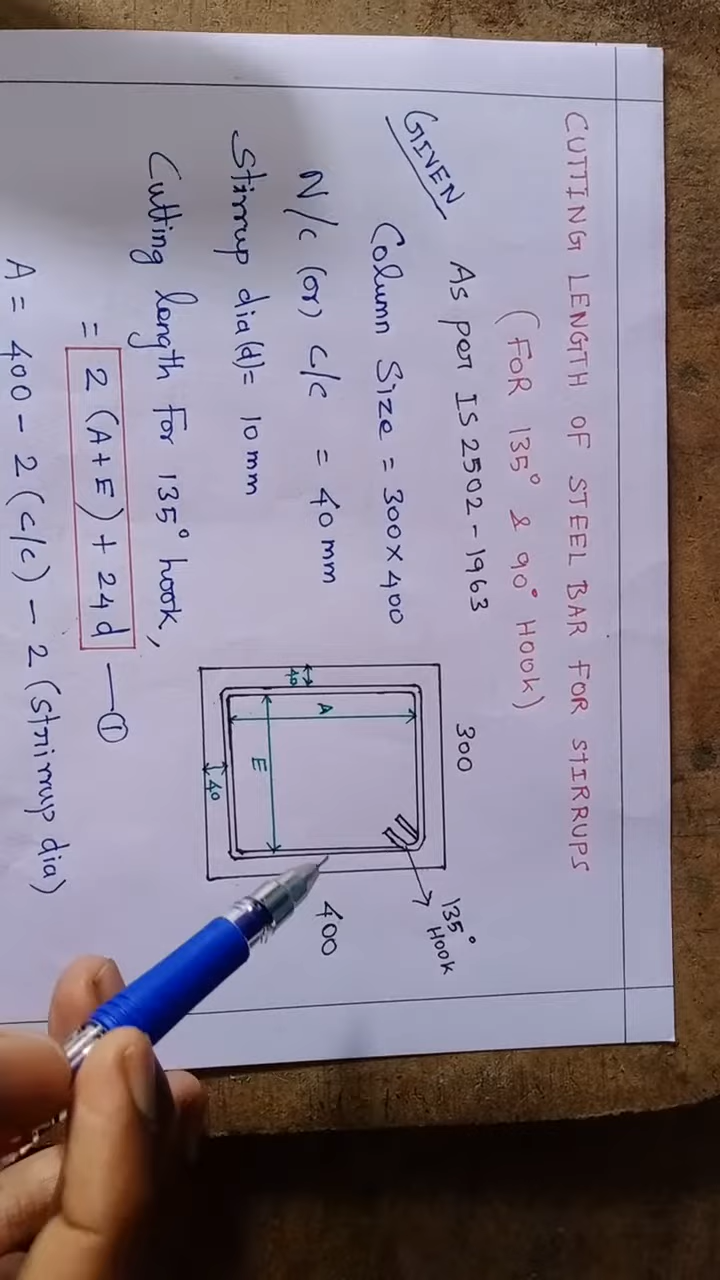 CUTTING LENGTH OF STEEL BAR FOR STIRRUPS
(FOR 135° & 90° HOOK)
GIVEN
As per IS 2502-1963
Column Size = 300×400
N/C (or) C/C = 40 mm
Stirrup dia (d) = 10 mm
Cutting length for 135° hook,
= 2 (A+E) + 24d —①
A = 400 - 2 (C/C) - 2 (Stirrup dia)
300
400
135°
HOOK
40
A
E
40